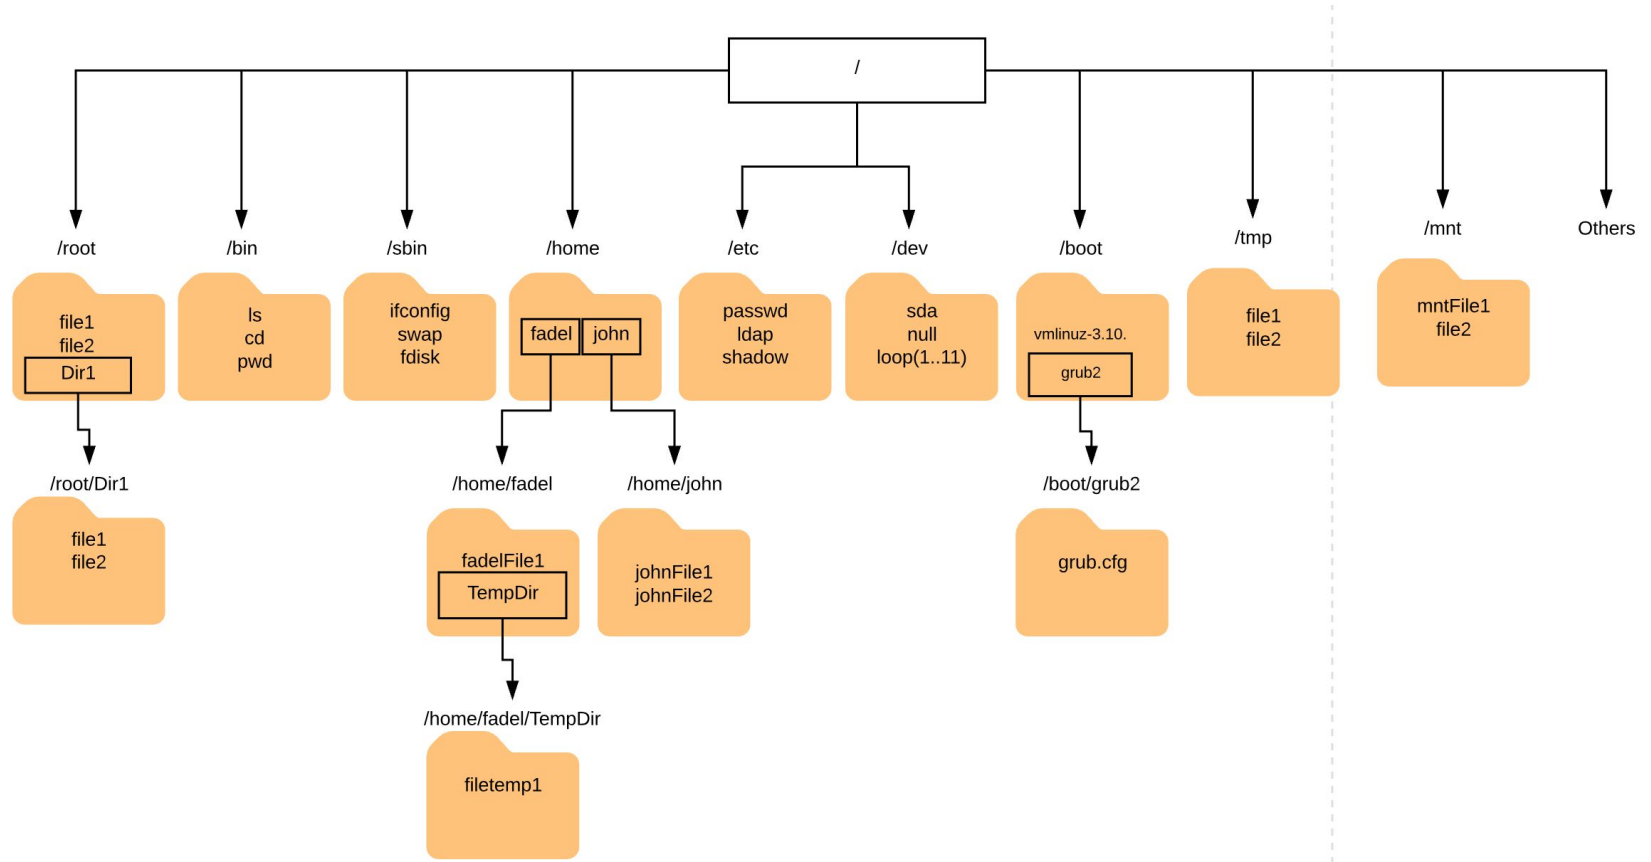 /
/root
/bin
/sbin
/home
/etc
/dev
/boot
/tmp
/mnt
Others
file1
file2
Dir1
ls
cd
pwd
ifconfig
swap
fdisk
fadel
john
passwd
ldap
shadow
sda
null
loop(1..11)
vmlinuz-3.10.
grub2
file1
file2
mntFile1
file2
/root/Dir1
file1
file2
/home/fadel
fadelFile1
TempDir
/home/john
johnFile1
johnFile2
/boot/grub2
grub.cfg
/home/fadel/TempDir
filetemp1